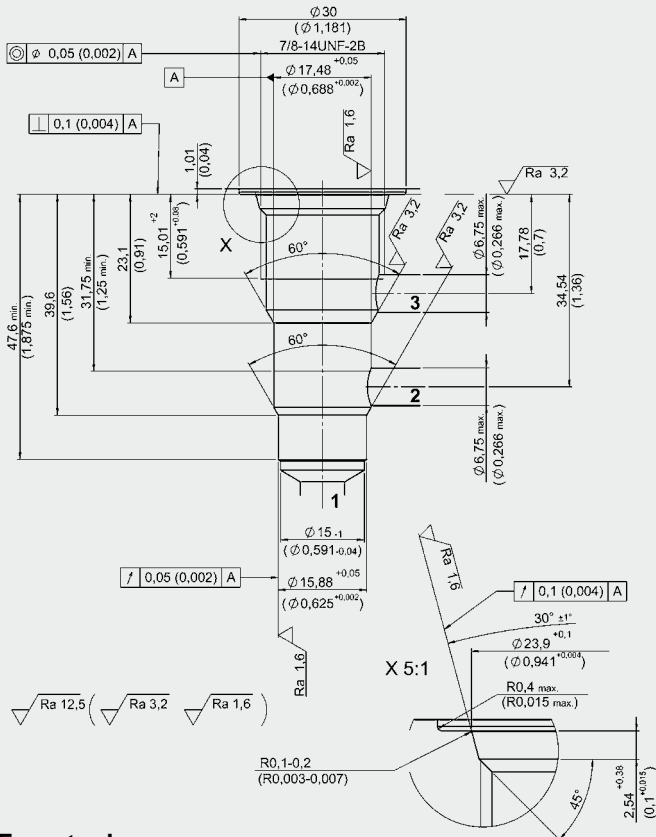 Ø30
(Ø1,181)
7/8-14UNF-2B
◎ ø 0,05 (0,002) A
A
Ø17,48 +0,05
(Ø0,688 +0,002)
Ra 1,6
⊥ 0,1 (0,004) A
1,01
(0,04)
Ra 3,2
X
60°
Ra 3,2
Ra 3,2
47,6 min.
(1,875 min.)
39,6
(1,56)
31,75 min.
(1,25 min.)
23,1
(0,91)
15,01 +2
(0,591 +0,08)
Ø6,75 max.
(Ø0,266 max.)
17,78
(0,7)
34,54
(1,36)
3
60°
2
Ø6,75 max.
(Ø0,266 max.)
1
Ø15 -1
(Ø0,591 -0,04)
↗ 0,05 (0,002) A
Ø15,88 +0,05
(Ø0,625 +0,002)
Ra 1,6
Ra 1,6
↗ 0,1 (0,004) A
30° ±1°
Ø23,9 +0,1
(Ø0,941 +0,004)
X 5:1
R0,4 max.
(R0,015 max.)
Ra 12,5 ( Ra 3,2 Ra 1,6 )
R0,1-0,2
(R0,003-0,007)
45°
2,54 +0,38
(0,1 +0,015)